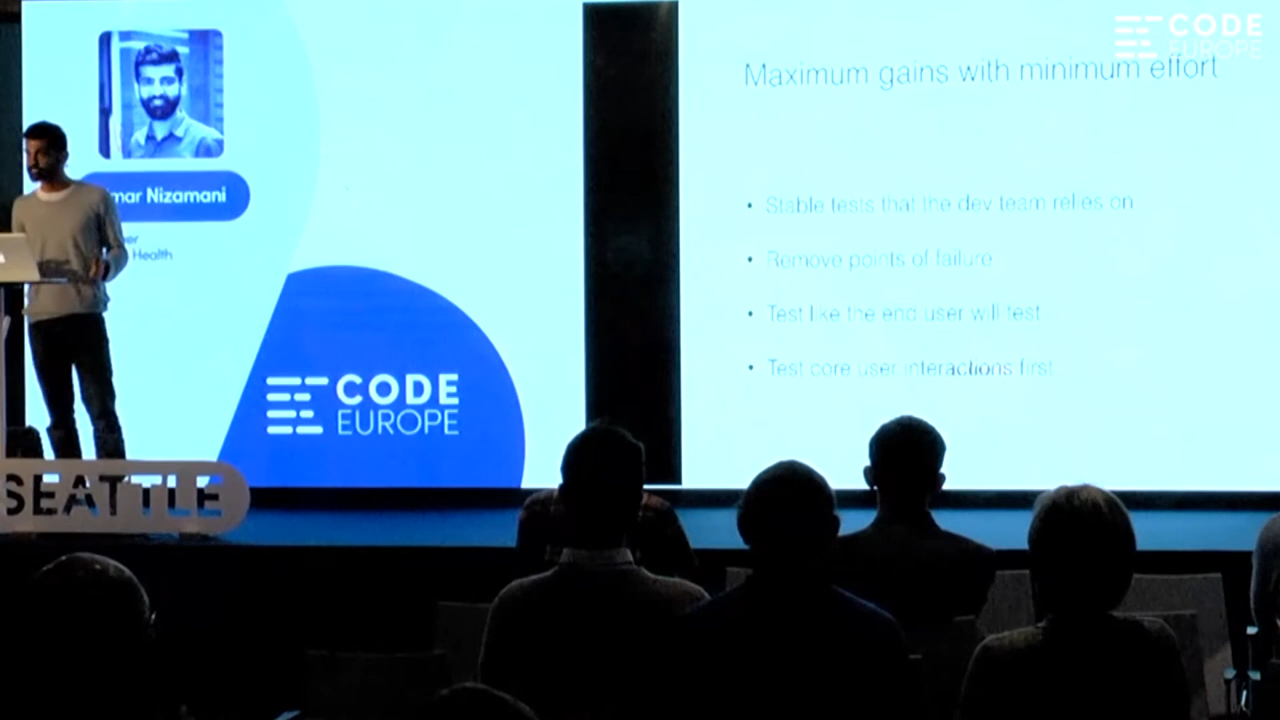 CODE
EUROPE
Maximum gains with minimum effort
mar Nizamani
Health
• Stable tests that the dev team relies on
• Remove points of failure
• Test like the end user will test
• Test core user interactions first
CODE
EUROPE
SEATTLE